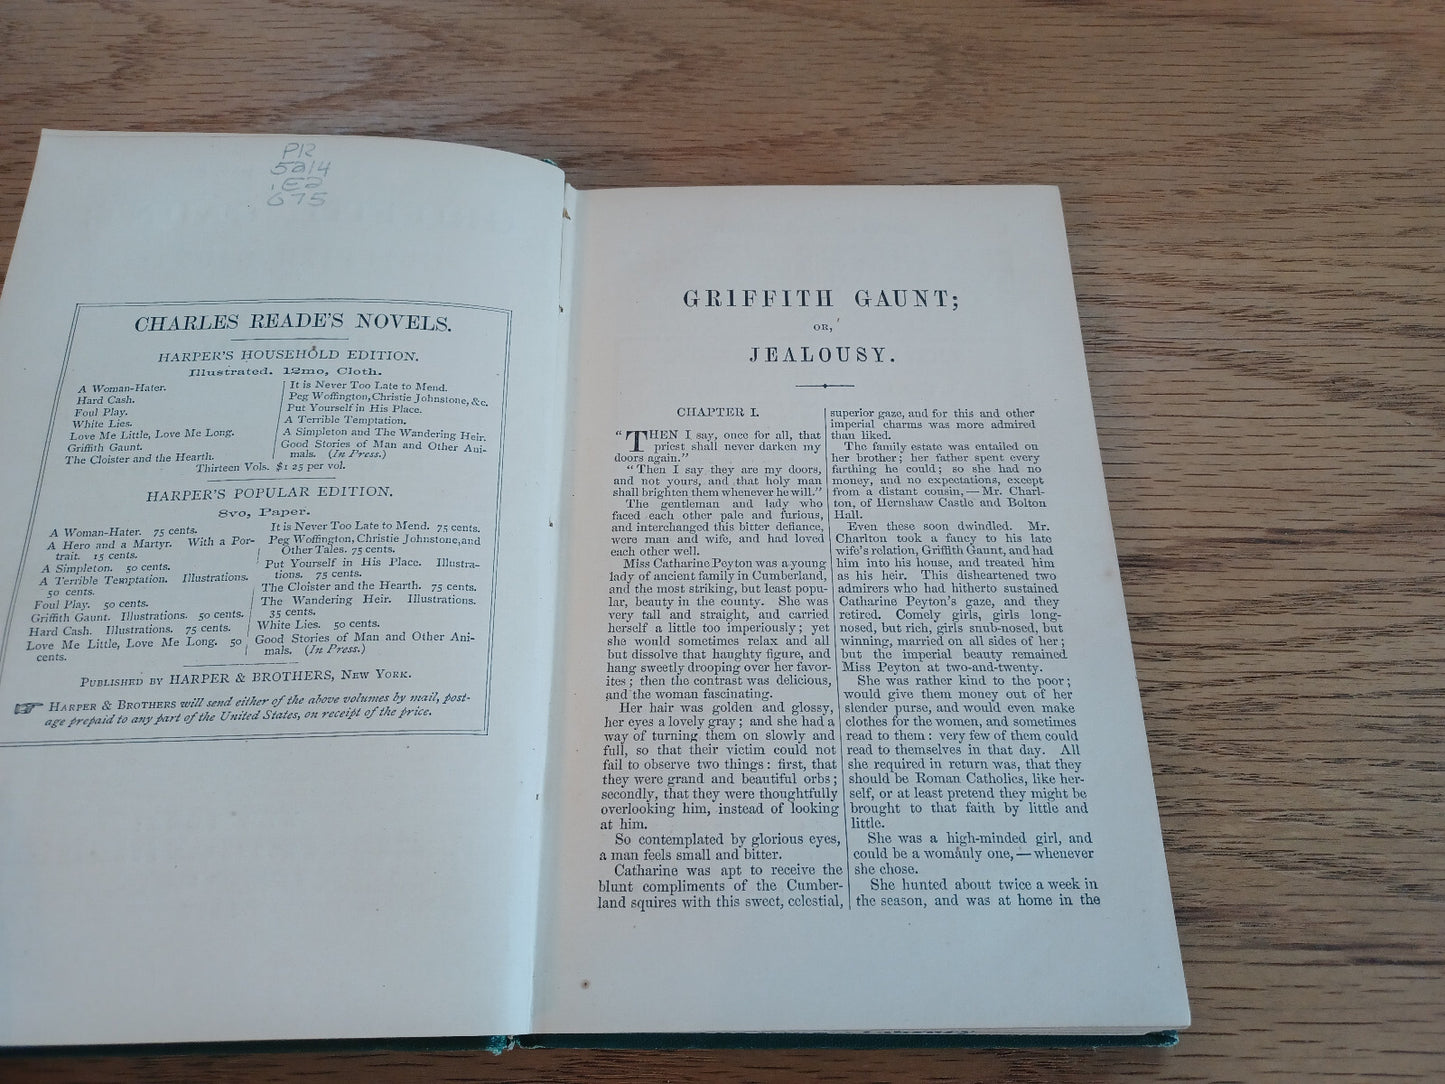 PR
5214
.E2
G75
CHARLES READE'S NOVELS.
HARPER'S HOUSEHOLD EDITION.
Illustrated. 12mo, Cloth.
A Woman-Hater.
Hard Cash.
Foul Play.
White Lies.
Love Me Little, Love Me Long.
Griffith Gaunt.
The Cloister and the Hearth.
It is Never Too Late to Mend.
Peg Woffington, Christie Johnstone, &c.
Put Yourself in His Place.
A Terrible Temptation.
A Simpleton and The Wandering Heir.
Good Stories of Man and Other Ani-
mals. (In Press.)
Thirteen Vols. $1 25 per vol.
HARPER'S POPULAR EDITION.
8vo, Paper.
A Woman-Hater. 75 cents.
A Hero and a Martyr. With a Por-
trait. 15 cents.
A Simpleton. 50 cents.
A Terrible Temptation. Illustrations.
50 cents.
Foul Play. 50 cents.
Griffith Gaunt. Illustrations. 50 cents.
Hard Cash. Illustrations. 75 cents.
Love Me Little, Love Me Long. 50
cents.
It is Never Too Late to Mend. 75 cents.
Peg Woffington, Christie Johnstone, and
Other Tales. 75 cents.
Put Yourself in His Place. Illustra-
tions. 75 cents.
The Cloister and the Hearth. 75 cents.
The Wandering Heir. Illustrations.
35 cents.
White Lies. 50 cents.
Good Stories of Man and Other Ani-
mals. (In Press.)
PUBLISHED BY HARPER & BROTHERS, NEW YORK.
HARPER & BROTHERS will send either of the above volumes by mail, post-
age prepaid to any part of the United States, on receipt of the price.
GRIFFITH GAUNT;
OR,
JEALOUSY.
CHAPTER I.
"THEN I say, once for all, that
priest shall never darken my
doors again."
"Then I say they are my doors,
and not yours, and that holy man
shall brighten them whenever he will."
The gentleman and lady who
faced each other pale and furious,
and interchanged this bitter defiance,
were man and wife, and had loved
each other well.
Miss Catharine Peyton was a young
lady of ancient family in Cumberland,
and the most striking, but least popu-
lar, beauty in the county. She was
very tall and straight, and carried
herself a little too imperiously; yet
she would sometimes relax and all
but dissolve that haughty figure, and
hang sweetly drooping over her favor-
ites; then the contrast was delicious,
and the woman fascinating.
Her hair was golden and glossy,
her eyes a lovely gray; and she had a
way of turning them on slowly and
full, so that their victim could not
fail to observe two things: first, that
they were grand and beautiful orbs;
secondly, that they were thoughtfully
overlooking him, instead of looking
at him.
So contemplated by glorious eyes,
a man feels small and bitter.
Catharine was apt to receive the
blunt compliments of the Cumber-
land squires with this sweet, celestial,
superior gaze, and for this and other
imperial charms was more admired
than liked.
The family estate was entailed on
her brother; her father spent every
farthing he could; so she had no
money, and no expectations, except
from a distant cousin,—Mr. Charl-
ton, of Hernshaw Castle and Bolton
Hall.
Even these soon dwindled. Mr.
Charlton took a fancy to his late
wife's relation, Griffith Gaunt, and had
him into his house, and treated him
as his heir. This disheartened two
admirers who had hitherto sustained
Catharine Peyton's gaze, and they
retired. Comely girls, girls long-
nosed, but rich, girls snub-nosed, but
winning, married on all sides of her;
but the imperial beauty remained
Miss Peyton at two-and-twenty.
She was rather kind to the poor;
would give them money out of her
slender purse, and would even make
clothes for the women, and sometimes
read to them: very few of them could
read to themselves in that day. All
she required in return was, that they
should be Roman Catholics, like her-
self, or at least pretend they might be
brought to that faith by little and
little.
She was a high-minded girl, and
could be a womanly one,—whenever
she chose.
She hunted about twice a week in
the season, and was at home in the